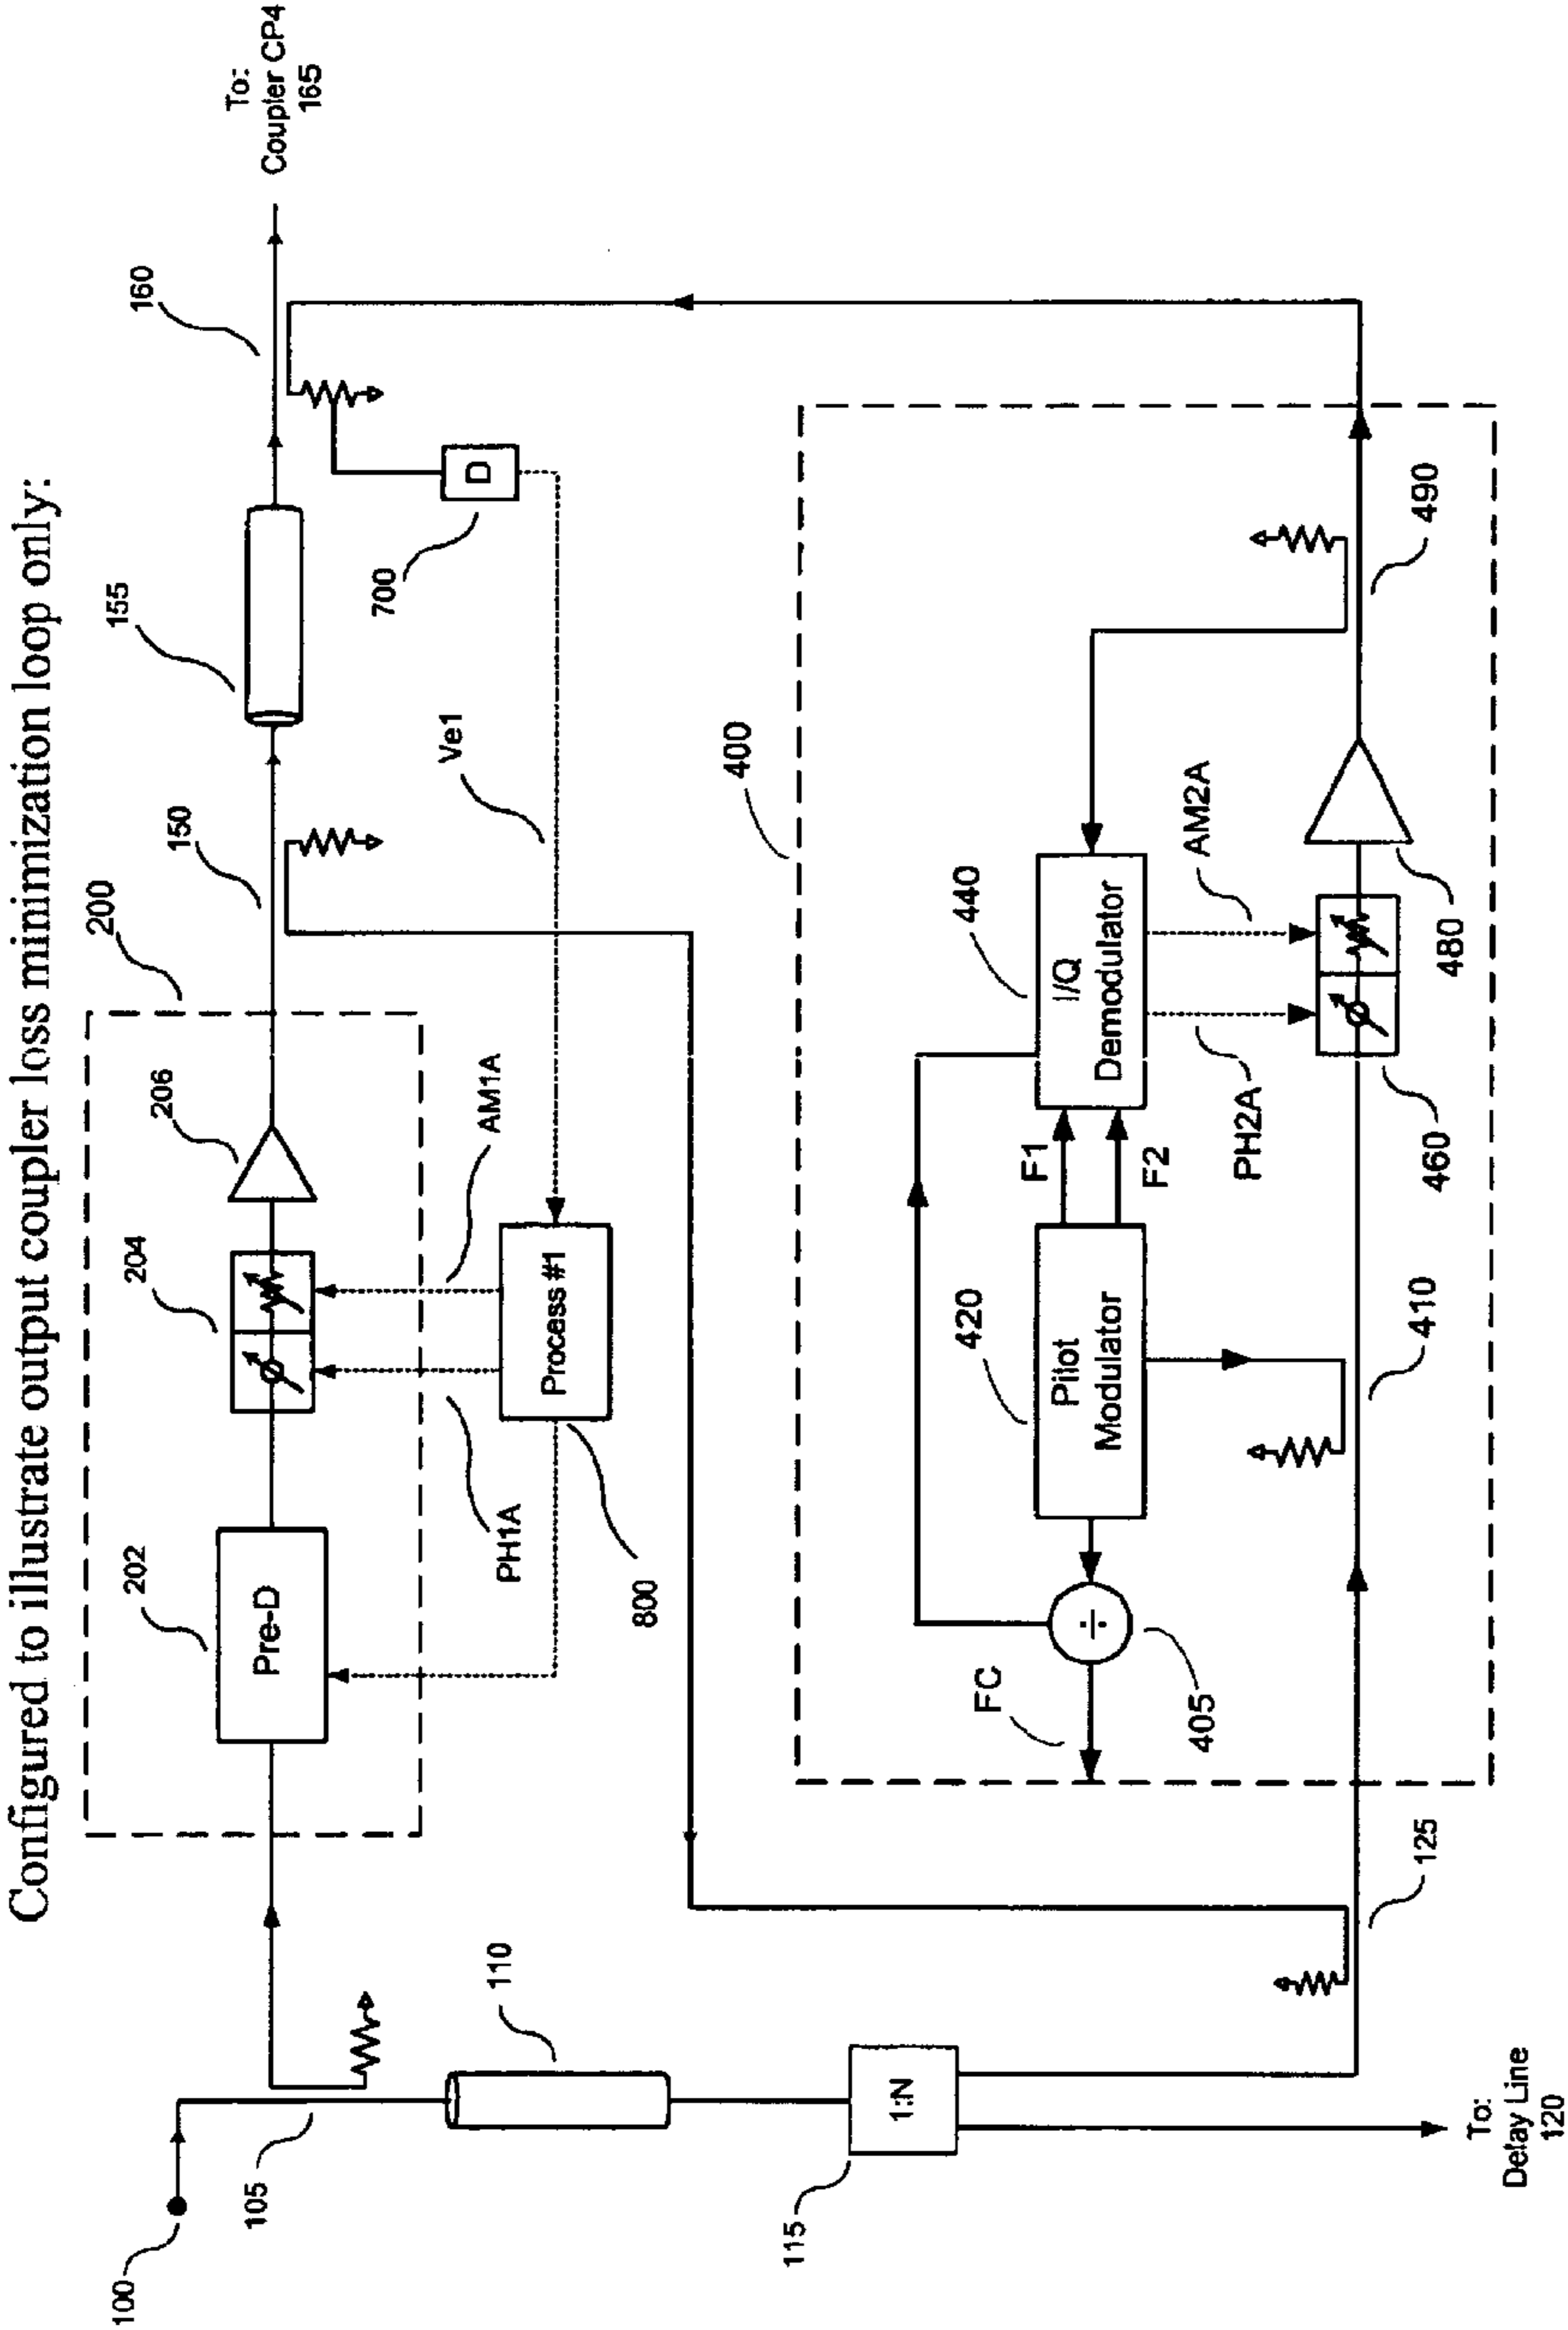 Configured to illustrate output coupler loss minimization loop only:
100
105
110
115
1:N
To:
Delay Line
120
125
200
202
Pre-D
204
206
150
155
160
To:
Coupler CP4
165
PH1A
AM1A
Process #1
800
Ve1
700
D
400
FC
405
÷
420
Pilot
Modulator
F1
F2
440
I/Q
Demodulator
PH2A
AM2A
410
460
480
490